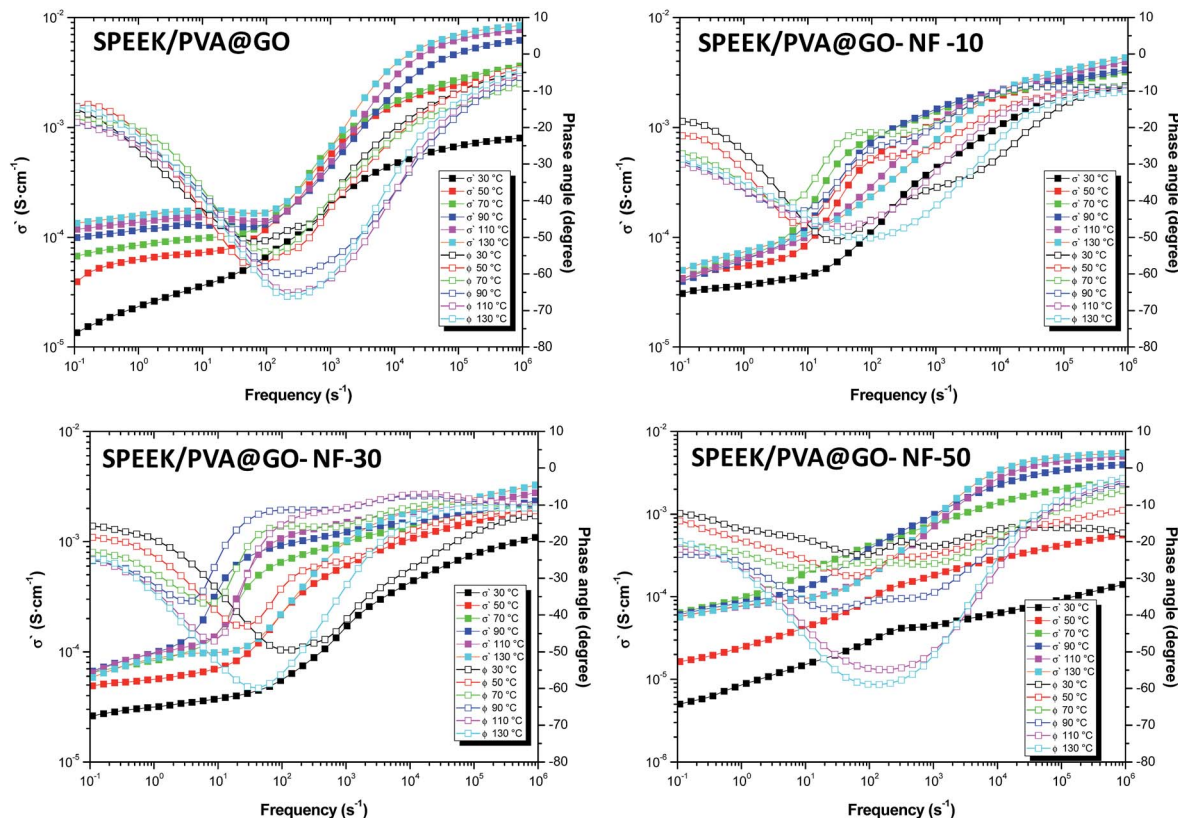 SPEEK/PVA@GO
10⁻²
10⁻³
10⁻⁴
10⁻⁵
σ` (S·cm⁻¹)
10
0
-10
-20
-30
-40
-50
-60
-70
-80
Phase angle (degree)
σ` 30 °C
σ` 50 °C
σ` 70 °C
σ` 90 °C
σ` 110 °C
σ` 130 °C
ϕ 30 °C
ϕ 50 °C
ϕ 70 °C
ϕ 90 °C
ϕ 110 °C
ϕ 130 °C
10⁻¹ 10⁰ 10¹ 10² 10³ 10⁴ 10⁵ 10⁶
Frequency (s⁻¹)
SPEEK/PVA@GO- NF -10
10⁻²
10⁻³
10⁻⁴
10⁻⁵
σ` (S·cm⁻¹)
10
0
-10
-20
-30
-40
-50
-60
-70
-80
Phase angle (degree)
σ` 30 °C
σ` 50 °C
σ` 70 °C
σ` 90 °C
σ` 110 °C
σ` 130 °C
ϕ 30 °C
ϕ 50 °C
ϕ 70 °C
ϕ 90 °C
ϕ 110 °C
ϕ 130 °C
10⁻¹ 10⁰ 10¹ 10² 10³ 10⁴ 10⁵ 10⁶
Frequency (s⁻¹)
SPEEK/PVA@GO- NF-30
10⁻²
10⁻³
10⁻⁴
10⁻⁵
σ` (S·cm⁻¹)
10
0
-10
-20
-30
-40
-50
-60
-70
-80
Phase angle (degree)
σ` 30 °C
σ` 50 °C
σ` 70 °C
σ` 90 °C
σ` 110 °C
σ` 130 °C
ϕ 30 °C
ϕ 50 °C
ϕ 70 °C
ϕ 90 °C
ϕ 110 °C
ϕ 130 °C
10⁻¹ 10⁰ 10¹ 10² 10³ 10⁴ 10⁵ 10⁶
Frequency (s⁻¹)
SPEEK/PVA@GO- NF-50
10⁻²
10⁻³
10⁻⁴
10⁻⁵
10⁻⁶
σ` (S·cm⁻¹)
10
0
-10
-20
-30
-40
-50
-60
-70
-80
Phase angle (degree)
σ` 30 °C
σ` 50 °C
σ` 70 °C
σ` 90 °C
σ` 110 °C
σ` 130 °C
ϕ 30 °C
ϕ 50 °C
ϕ 70 °C
ϕ 90 °C
ϕ 110 °C
ϕ 130 °C
10⁻¹ 10⁰ 10¹ 10² 10³ 10⁴ 10⁵ 10⁶
Frequency (s⁻¹)